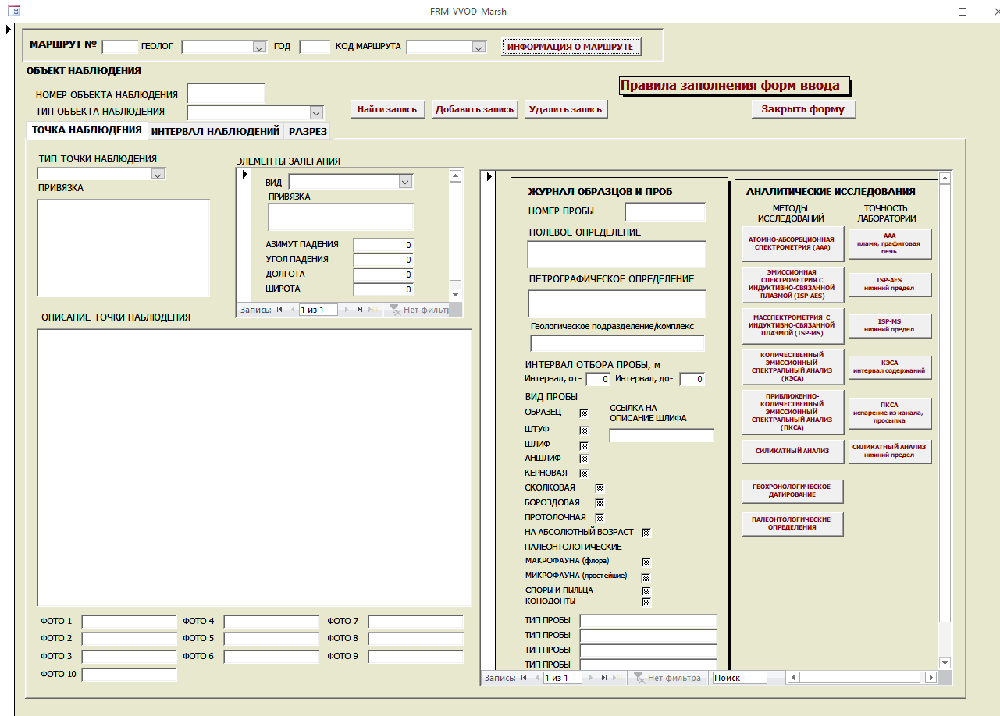 FRM_VVOD_Marsh
МАРШРУТ № ГЕОЛОГ ГОД КОД МАРШРУТА ИНФОРМАЦИЯ О МАРШРУТЕ
ОБЪЕКТ НАБЛЮДЕНИЯ
Правила заполнения форм ввода
НОМЕР ОБЪЕКТА НАБЛЮДЕНИЯ
ТИП ОБЪЕКТА НАБЛЮДЕНИЯ
Найти запись Добавить запись Удалить запись Закрыть форму
ТОЧКА НАБЛЮДЕНИЯ ИНТЕРВАЛ НАБЛЮДЕНИЙ РАЗРЕЗ
ТИП ТОЧКИ НАБЛЮДЕНИЯ
ПРИВЯЗКА
ЭЛЕМЕНТЫ ЗАЛЕГАНИЯ
ВИД
ПРИВЯЗКА
АЗИМУТ ПАДЕНИЯ 0
УГОЛ ПАДЕНИЯ 0
ДОЛГОТА 0
ШИРОТА 0
Запись: 1 из 1 Нет фильтр
ОПИСАНИЕ ТОЧКИ НАБЛЮДЕНИЯ
ФОТО 1 ФОТО 4 ФОТО 7
ФОТО 2 ФОТО 5 ФОТО 8
ФОТО 3 ФОТО 6 ФОТО 9
ФОТО 10
ЖУРНАЛ ОБРАЗЦОВ И ПРОБ
НОМЕР ПРОБЫ
ПОЛЕВОЕ ОПРЕДЕЛЕНИЕ
ПЕТРОГРАФИЧЕСКОЕ ОПРЕДЕЛЕНИЕ
Геологическое подразделение/комплекс
ИНТЕРВАЛ ОТБОРА ПРОБЫ, м
Интервал, от- 0 Интервал, до- 0
ВИД ПРОБЫ
ОБРАЗЕЦ
ШТУФ
ШЛИФ
АНШЛИФ
КЕРНОВАЯ
СКОЛКОВАЯ
БОРОЗДОВАЯ
ПРОТОЛОЧНАЯ
НА АБСОЛЮТНЫЙ ВОЗРАСТ
ПАЛЕОНТОЛОГИЧЕСКИЕ
МАКРОФАУНА (флора)
МИКРОФАУНА (простейшие)
СПОРЫ И ПЫЛЬЦА
КОНОДОНТЫ
ССЫЛКА НА
ОПИСАНИЕ ШЛИФА
ТИП ПРОБЫ
ТИП ПРОБЫ
ТИП ПРОБЫ
ТИП ПРОБЫ
Запись: 1 из 1 Нет фильтра Поиск
АНАЛИТИЧЕСКИЕ ИССЛЕДОВАНИЯ
МЕТОДЫ
ИССЛЕДОВАНИЙ
ТОЧНОСТЬ
ЛАБОРАТОРИИ
АТОМНО-АБСОРБЦИОННАЯ
СПЕКТРОМЕТРИЯ (ААА)
ААА
пламя, графитовая
печь
ЭМИССИОННАЯ
СПЕКТРОМЕТРИЯ С
ИНДУКТИВНО-СВЯЗАННОЙ
ПЛАЗМОЙ (ISP-AES)
ISP-AES
нижний предел
МАССПЕКТРОМЕТРИЯ С
ИНДУКТИВНО-СВЯЗАННОЙ
ПЛАЗМОЙ (ISP-MS)
ISP-MS
нижний предел
КОЛИЧЕСТВЕННЫЙ
ЭМИССИОННЫЙ
СПЕКТРАЛЬНЫЙ АНАЛИЗ
(КЭСА)
КЭСА
интервал содержаний
ПРИБЛИЖЕННО-
КОЛИЧЕСТВЕННЫЙ
ЭМИССИОННЫЙ
СПЕКТРАЛЬНЫЙ АНАЛИЗ
(ПКСА)
ПКСА
испарение из канала,
просыпка
СИЛИКАТНЫЙ АНАЛИЗ
СИЛИКАТНЫЙ АНАЛИЗ
нижний предел
ГЕОХРОНОЛОГИЧЕСКОЕ
ДАТИРОВАНИЕ
ПАЛЕОНТОЛОГИЧЕСКИЕ
ОПРЕДЕЛЕНИЯ